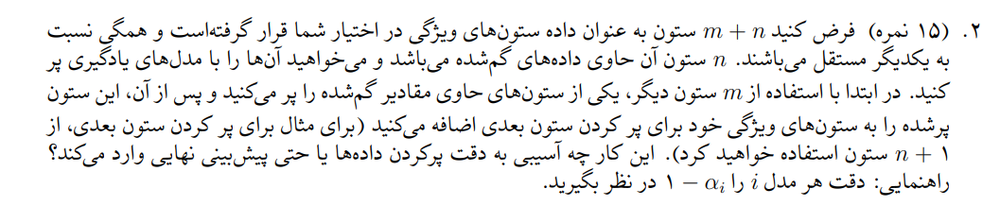 ۲. (۱۵ نمره) فرض کنید m + n ستون به عنوان داده ستون‌های ویژگی در اختیار شما قرار گرفته‌است و همگی نسبت
به یکدیگر مستقل می‌باشند. n ستون آن حاوی داده‌های گم‌شده می‌باشد و می‌خواهید آن‌ها را با مدل‌های یادگیری پر
کنید. در ابتدا با استفاده از m ستون دیگر، یکی از ستون‌های حاوی مقادیر گم‌شده را پر می‌کنید و پس از آن، این ستون
پرشده را به ستون‌های ویژگی خود برای پر کردن ستون بعدی اضافه می‌کنید (برای مثال برای پر کردن ستون بعدی، از
n + ۱ ستون استفاده خواهید کرد). این کار چه آسیبی به دقت پرکردن داده‌ها یا حتی پیش‌بینی نهایی وارد می‌کند؟
راهنمایی: دقت هر مدل i را ۱ − αᵢ در نظر بگیرید.